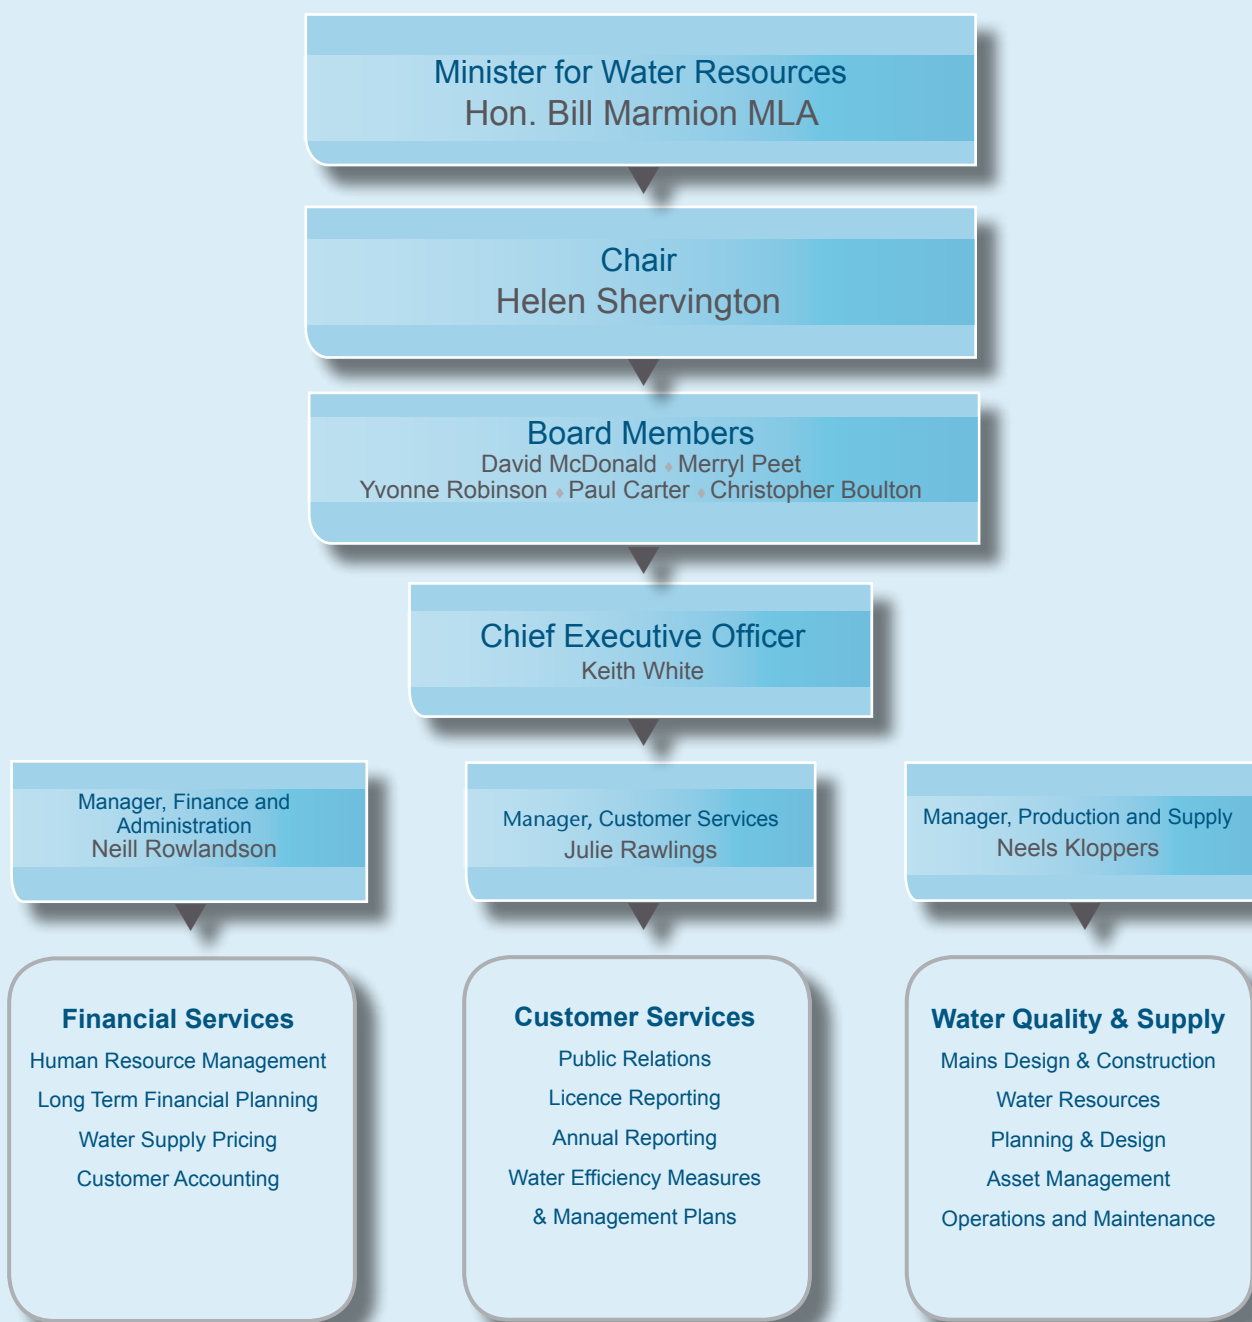 Minister for Water Resources
Hon. Bill Marmion MLA
Chair
Helen Shervington
Board Members
David McDonald ♦ Merryl Peet
Yvonne Robinson ♦ Paul Carter ♦ Christopher Boulton
Chief Executive Officer
Keith White
Manager, Finance and
Administration
Neill Rowlandson
Manager, Customer Services
Julie Rawlings
Manager, Production and Supply
Neels Kloppers
Financial Services
Human Resource Management
Long Term Financial Planning
Water Supply Pricing
Customer Accounting
Customer Services
Public Relations
Licence Reporting
Annual Reporting
Water Efficiency Measures
& Management Plans
Water Quality & Supply
Mains Design & Construction
Water Resources
Planning & Design
Asset Management
Operations and Maintenance